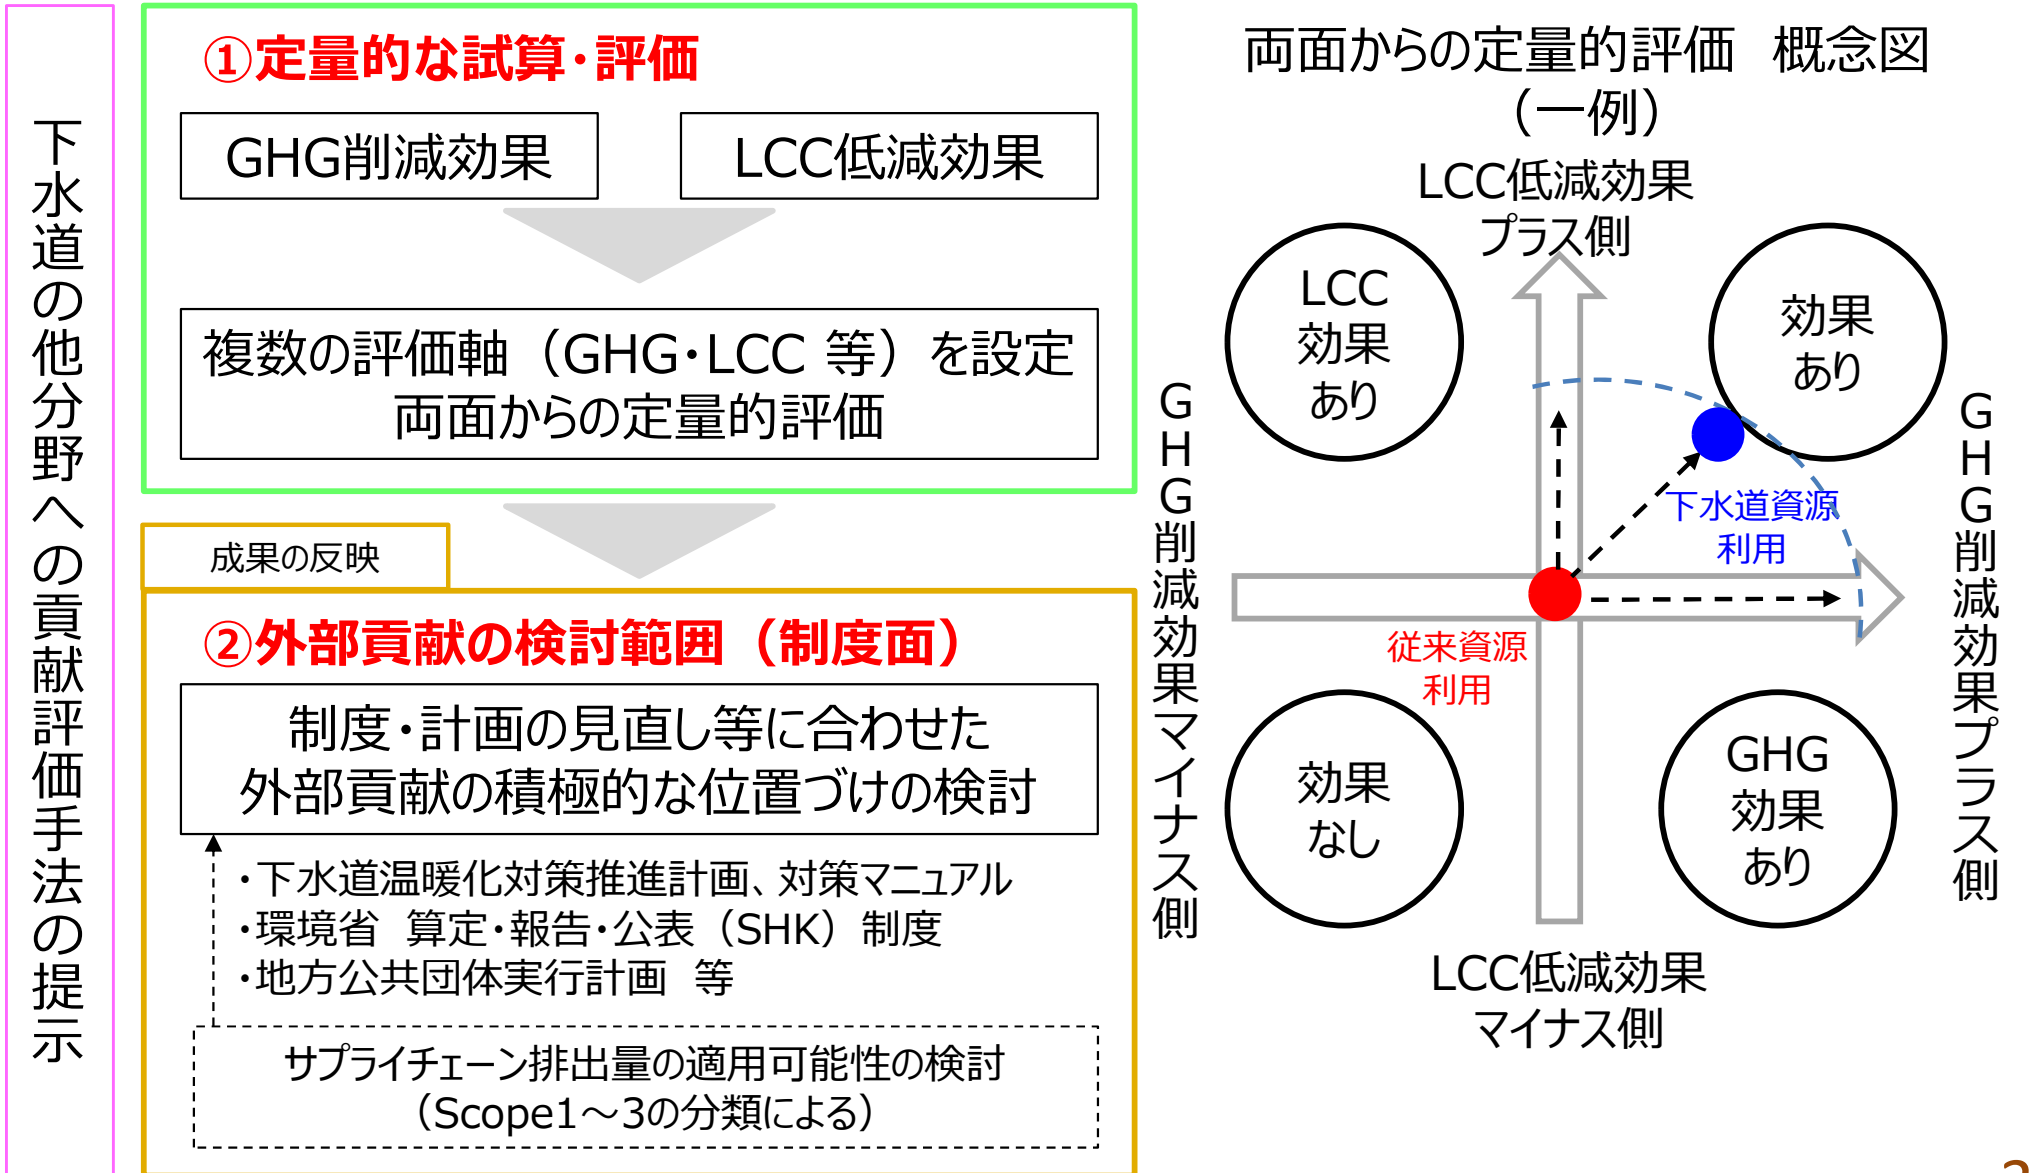 下水道の他分野への貢献評価手法の提示
①定量的な試算・評価
GHG削減効果
LCC低減効果
複数の評価軸（GHG・LCC 等）を設定
両面からの定量的評価
成果の反映
②外部貢献の検討範囲（制度面）
制度・計画の見直し等に合わせた
外部貢献の積極的な位置づけの検討
・下水道温暖化対策推進計画、対策マニュアル
・環境省　算定・報告・公表（SHK）制度
・地方公共団体実行計画　等
サプライチェーン排出量の適用可能性の検討
（Scope1～3の分類による）
両面からの定量的評価　概念図
（一例）
LCC低減効果
プラス側
LCC
効果
あり
効果
あり
GHG削減効果マイナス側
GHG削減効果プラス側
下水道資源
利用
従来資源
利用
効果
なし
GHG
効果
あり
LCC低減効果
マイナス側